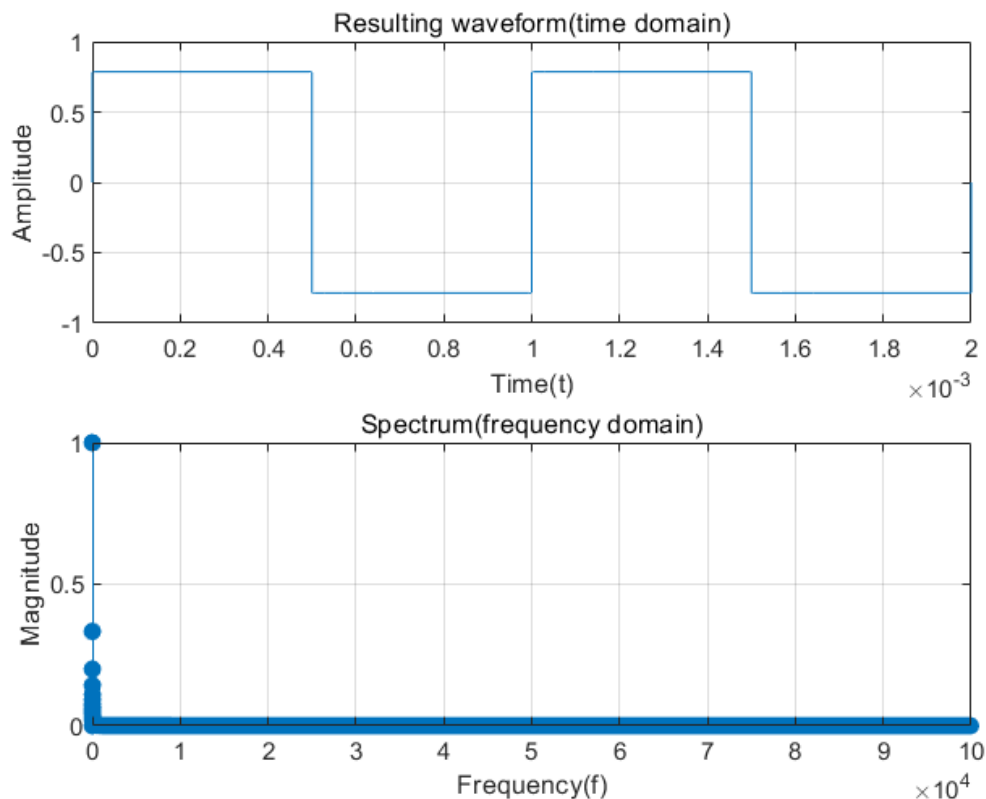 Resulting waveform(time domain)
1
0.5
0
-0.5
-1
Amplitude
0 0.2 0.4 0.6 0.8 1 1.2 1.4 1.6 1.8 2
Time(t)
×10-3
Spectrum(frequency domain)
1
0.5
0
Magnitude
0 1 2 3 4 5 6 7 8 9 10
Frequency(f)
×104